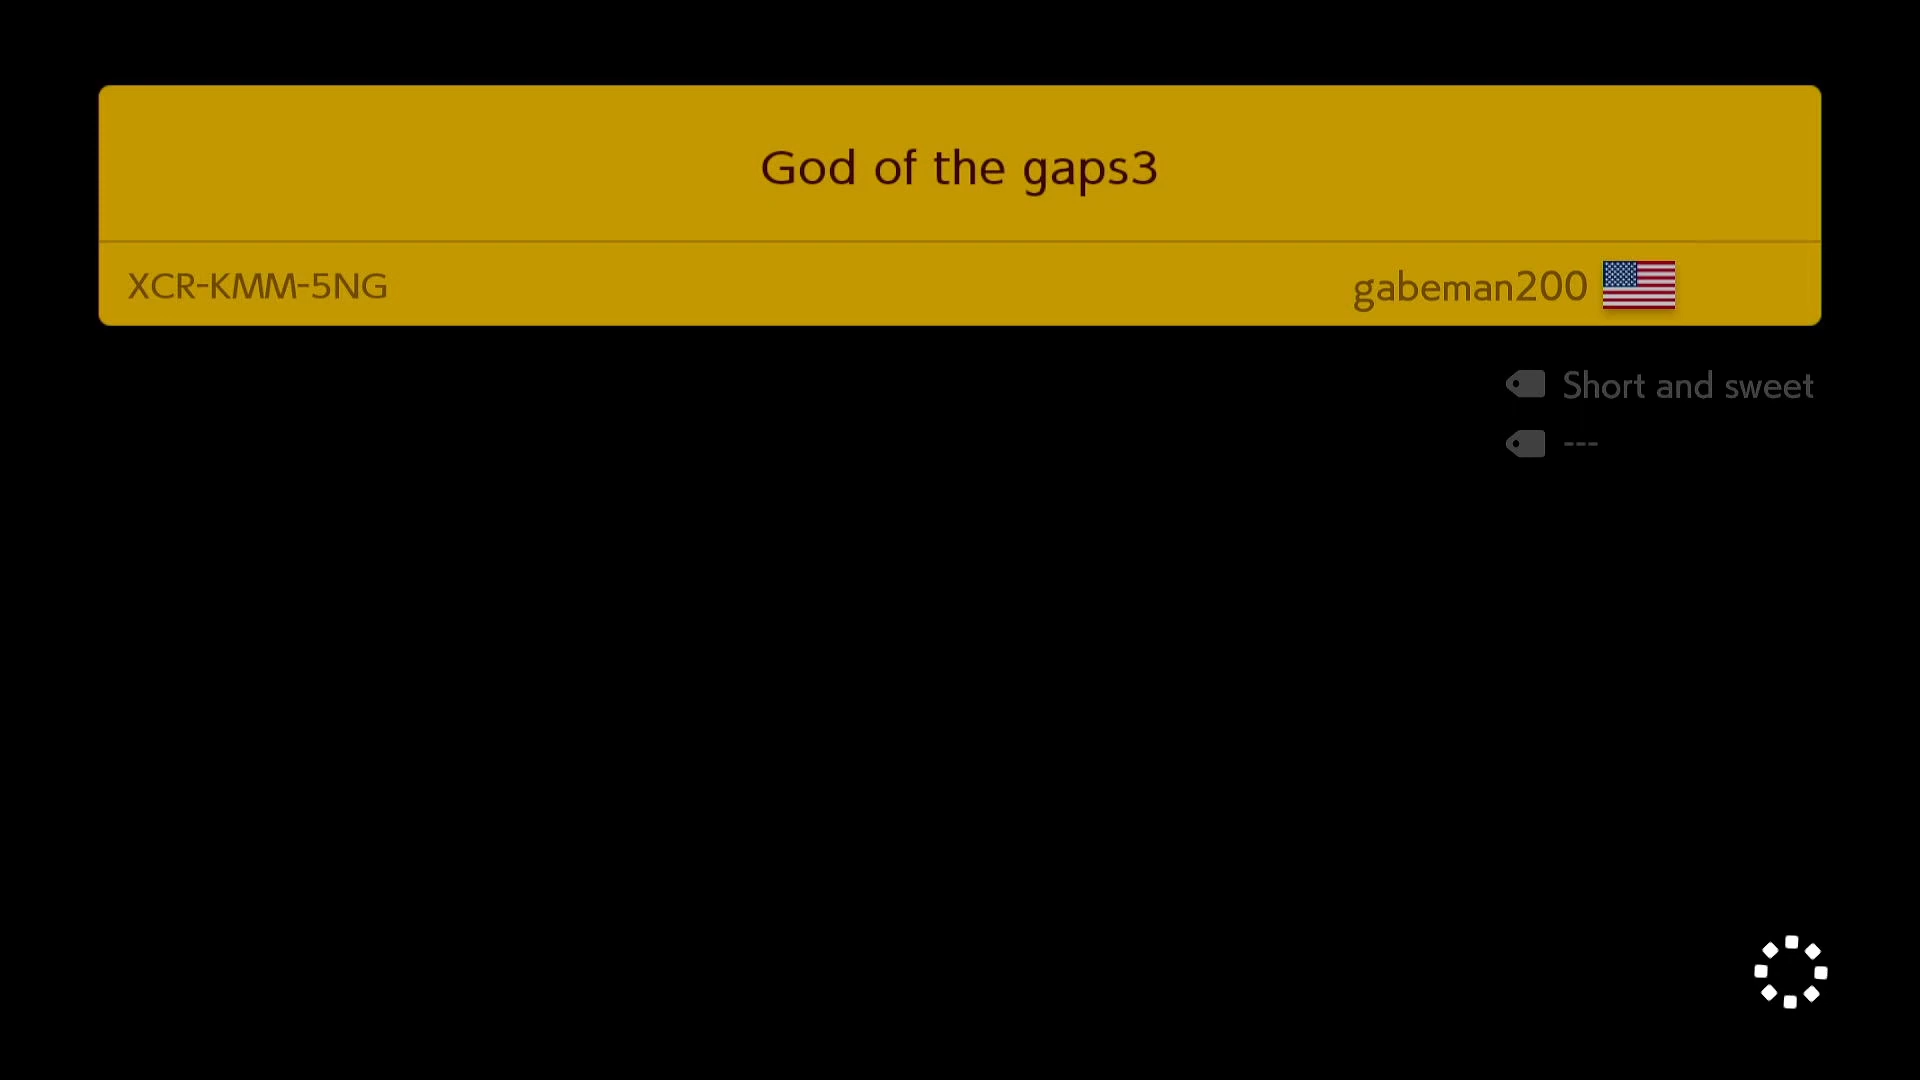 God of the gaps3
XCR-KMM-5NG
gabeman200
Short and sweet
---